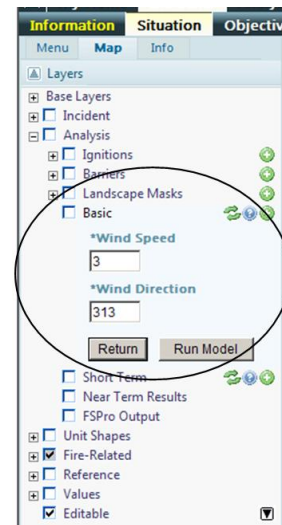 Information Situation Objectiv
Menu Map Info
Layers
Base Layers
Incident
Analysis
Ignitions
Barriers
Landscape Masks
Basic
*Wind Speed
3
*Wind Direction
313
Return Run Model
Short Term
Near Term Results
FSPro Output
Unit Shapes
Fire-Related
Reference
Values
Editable